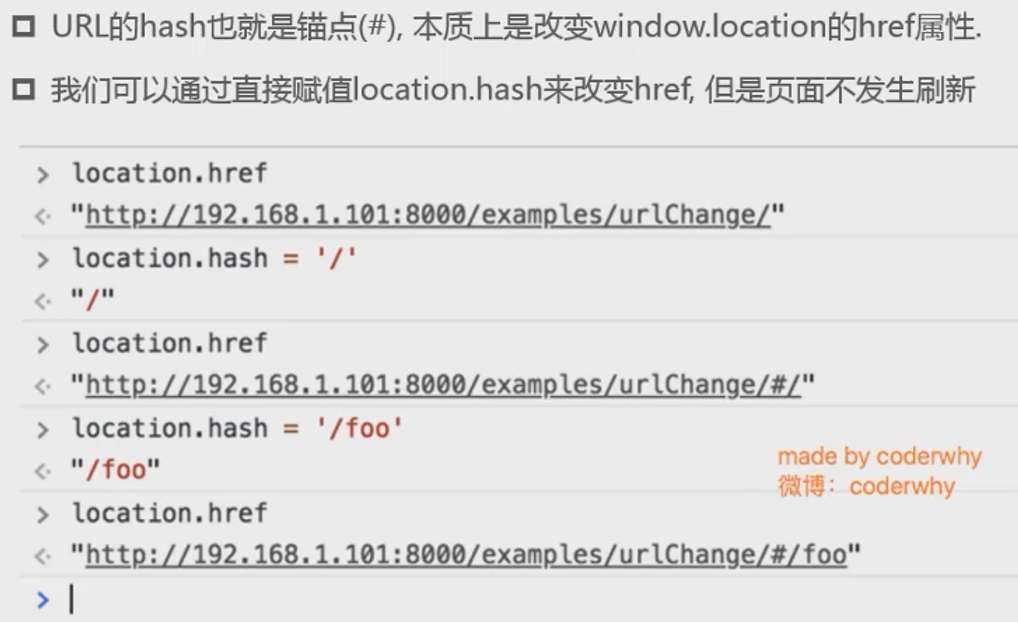 URL的hash也就是锚点(#), 本质上是改变window.location的href属性.
我们可以通过直接赋值location.hash来改变href, 但是页面不发生刷新
> location.href
<· "http://192.168.1.101:8000/examples/urlChange/"
> location.hash = '/'
<· "/"
> location.href
<· "http://192.168.1.101:8000/examples/urlChange/#/"
> location.hash = '/foo'
<· "/foo"
> location.href
<· "http://192.168.1.101:8000/examples/urlChange/#/foo"
>
made by coderwhy
微博：coderwhy